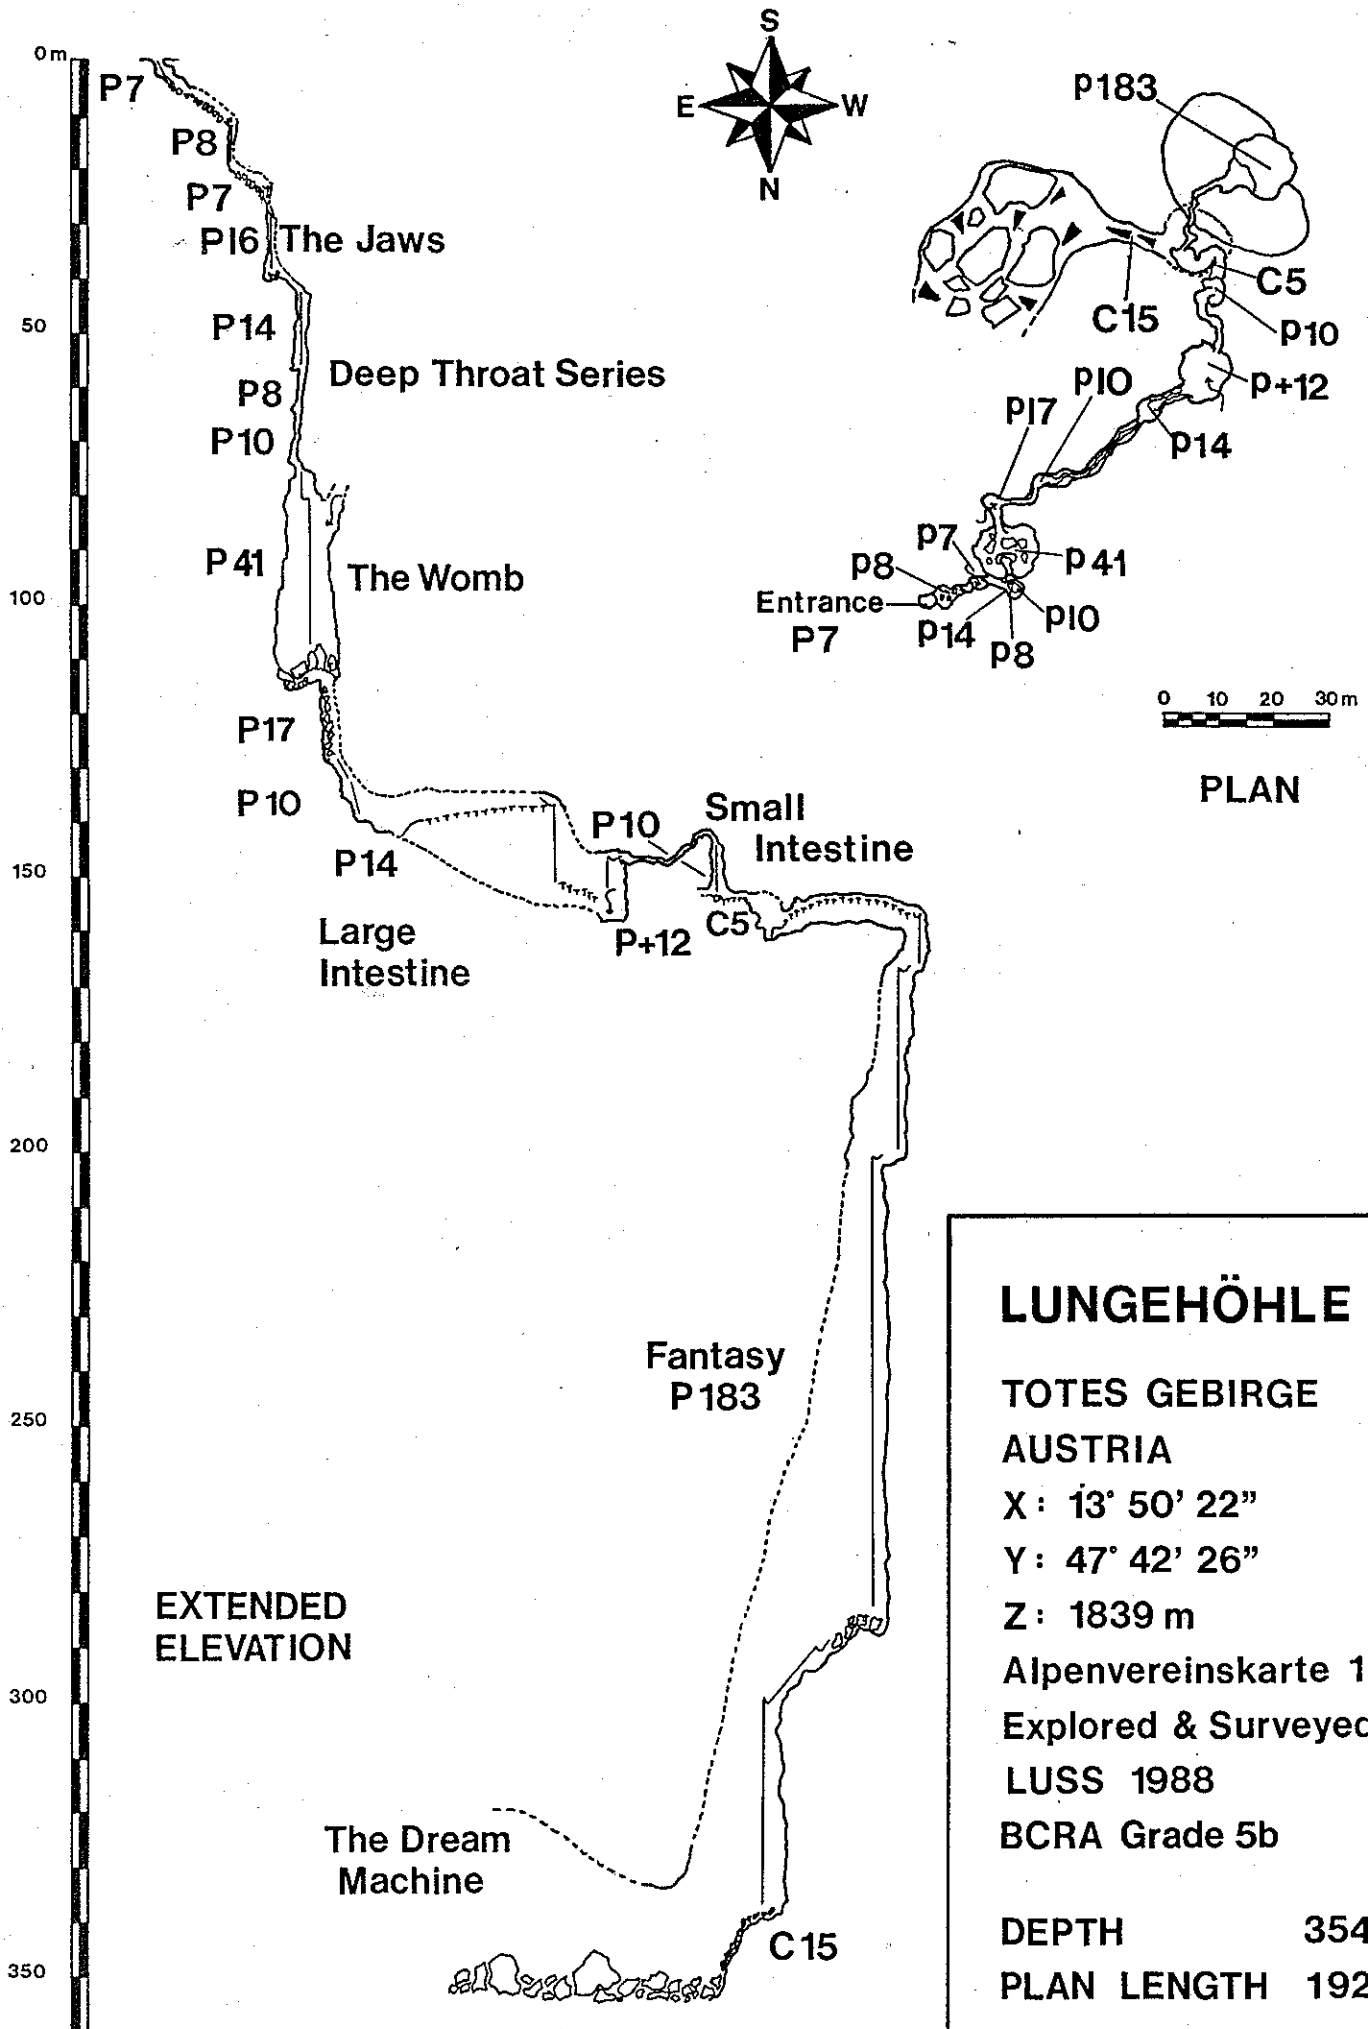 0m
P7
P8
P7
P16 The Jaws
50
P14
Deep Throat Series
P8
P10
P41
The Womb
100
P17
P10
P14
150
Large
Intestine
P10
Small
Intestine
P+12
C5
200
Fantasy
P183
250
EXTENDED
ELEVATION
300
The Dream
Machine
C15
350
S
E
W
N
P183
C5
C15
P10
P+12
P10
P17
P14
P7
P8
P41
Entrance
P7
P14
P8
P10
0 10 20 30m
PLAN
LUNGEHÖHLE
TOTES GEBIRGE
AUSTRIA
X: 13° 50' 22"
Y: 47° 42' 26"
Z: 1839 m
Alpenvereinskarte 1
Explored & Surveyed
LUSS 1988
BCRA Grade 5b
DEPTH 354
PLAN LENGTH 192